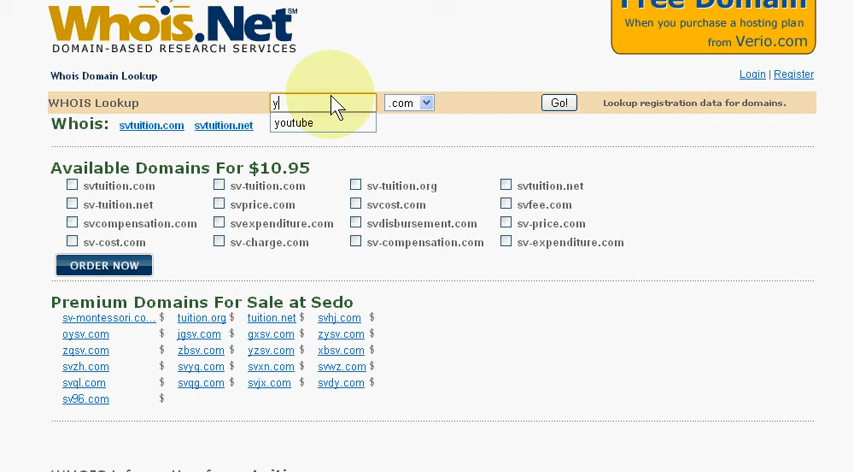 Free Domain
Whois.Net SM
When you purchase a hosting plan
DOMAIN-BASED RESEARCH SERVICES
from Verio.com
Whois Domain Lookup
Login | Register
WHOIS Lookup y .com Go! Lookup registration data for domains.
Whois: svtuition.com svtuition.net
youtube
Available Domains For $10.95
svtuition.com sv-tuition.com sv-tuition.org svtuition.net
sv-tuition.net svprice.com svcost.com svfee.com
svcompensation.com svexpenditure.com svdisbursement.com sv-price.com
sv-cost.com sv-charge.com sv-compensation.com sv-expenditure.com
ORDER NOW
Premium Domains For Sale at Sedo
sv-montessori.co... $ tuition.org $ tuition.net $ svhj.com $
oysv.com $ jgsv.com $ gxsv.com $ zysv.com $
zqsv.com $ zbsv.com $ yzsv.com $ xbsv.com $
svzh.com $ svyq.com $ svxn.com $ svwz.com $
svql.com $ svqg.com $ svjx.com $ svdy.com $
sv96.com $